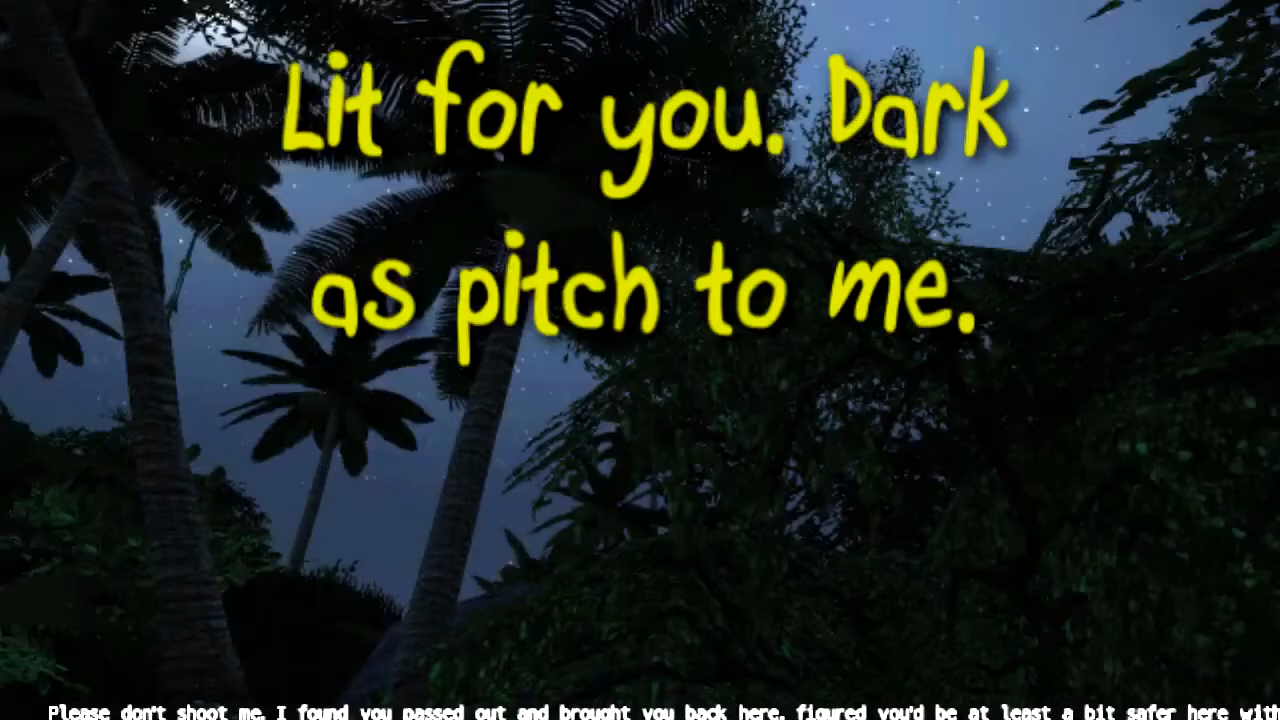 Lit for you. Dark
as pitch to me.
Please don't shoot me. I found you passed out and brought you back here, figured you'd be at least a bit safer here with